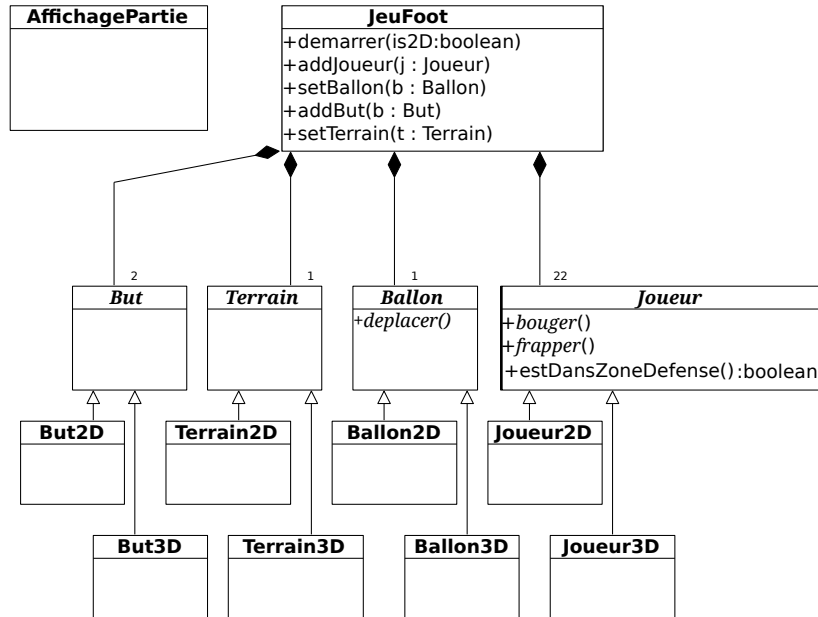 AffichagePartie
JeuFoot
+demarrer(is2D:boolean)
+addJoueur(j : Joueur)
+setBallon(b : Ballon)
+addBut(b : But)
+setTerrain(t : Terrain)
2
1
1
22
But
Terrain
Ballon
+deplacer()
Joueur
+bouger()
+frapper()
+estDansZoneDefense():boolean
But2D
Terrain2D
Ballon2D
Joueur2D
But3D
Terrain3D
Ballon3D
Joueur3D